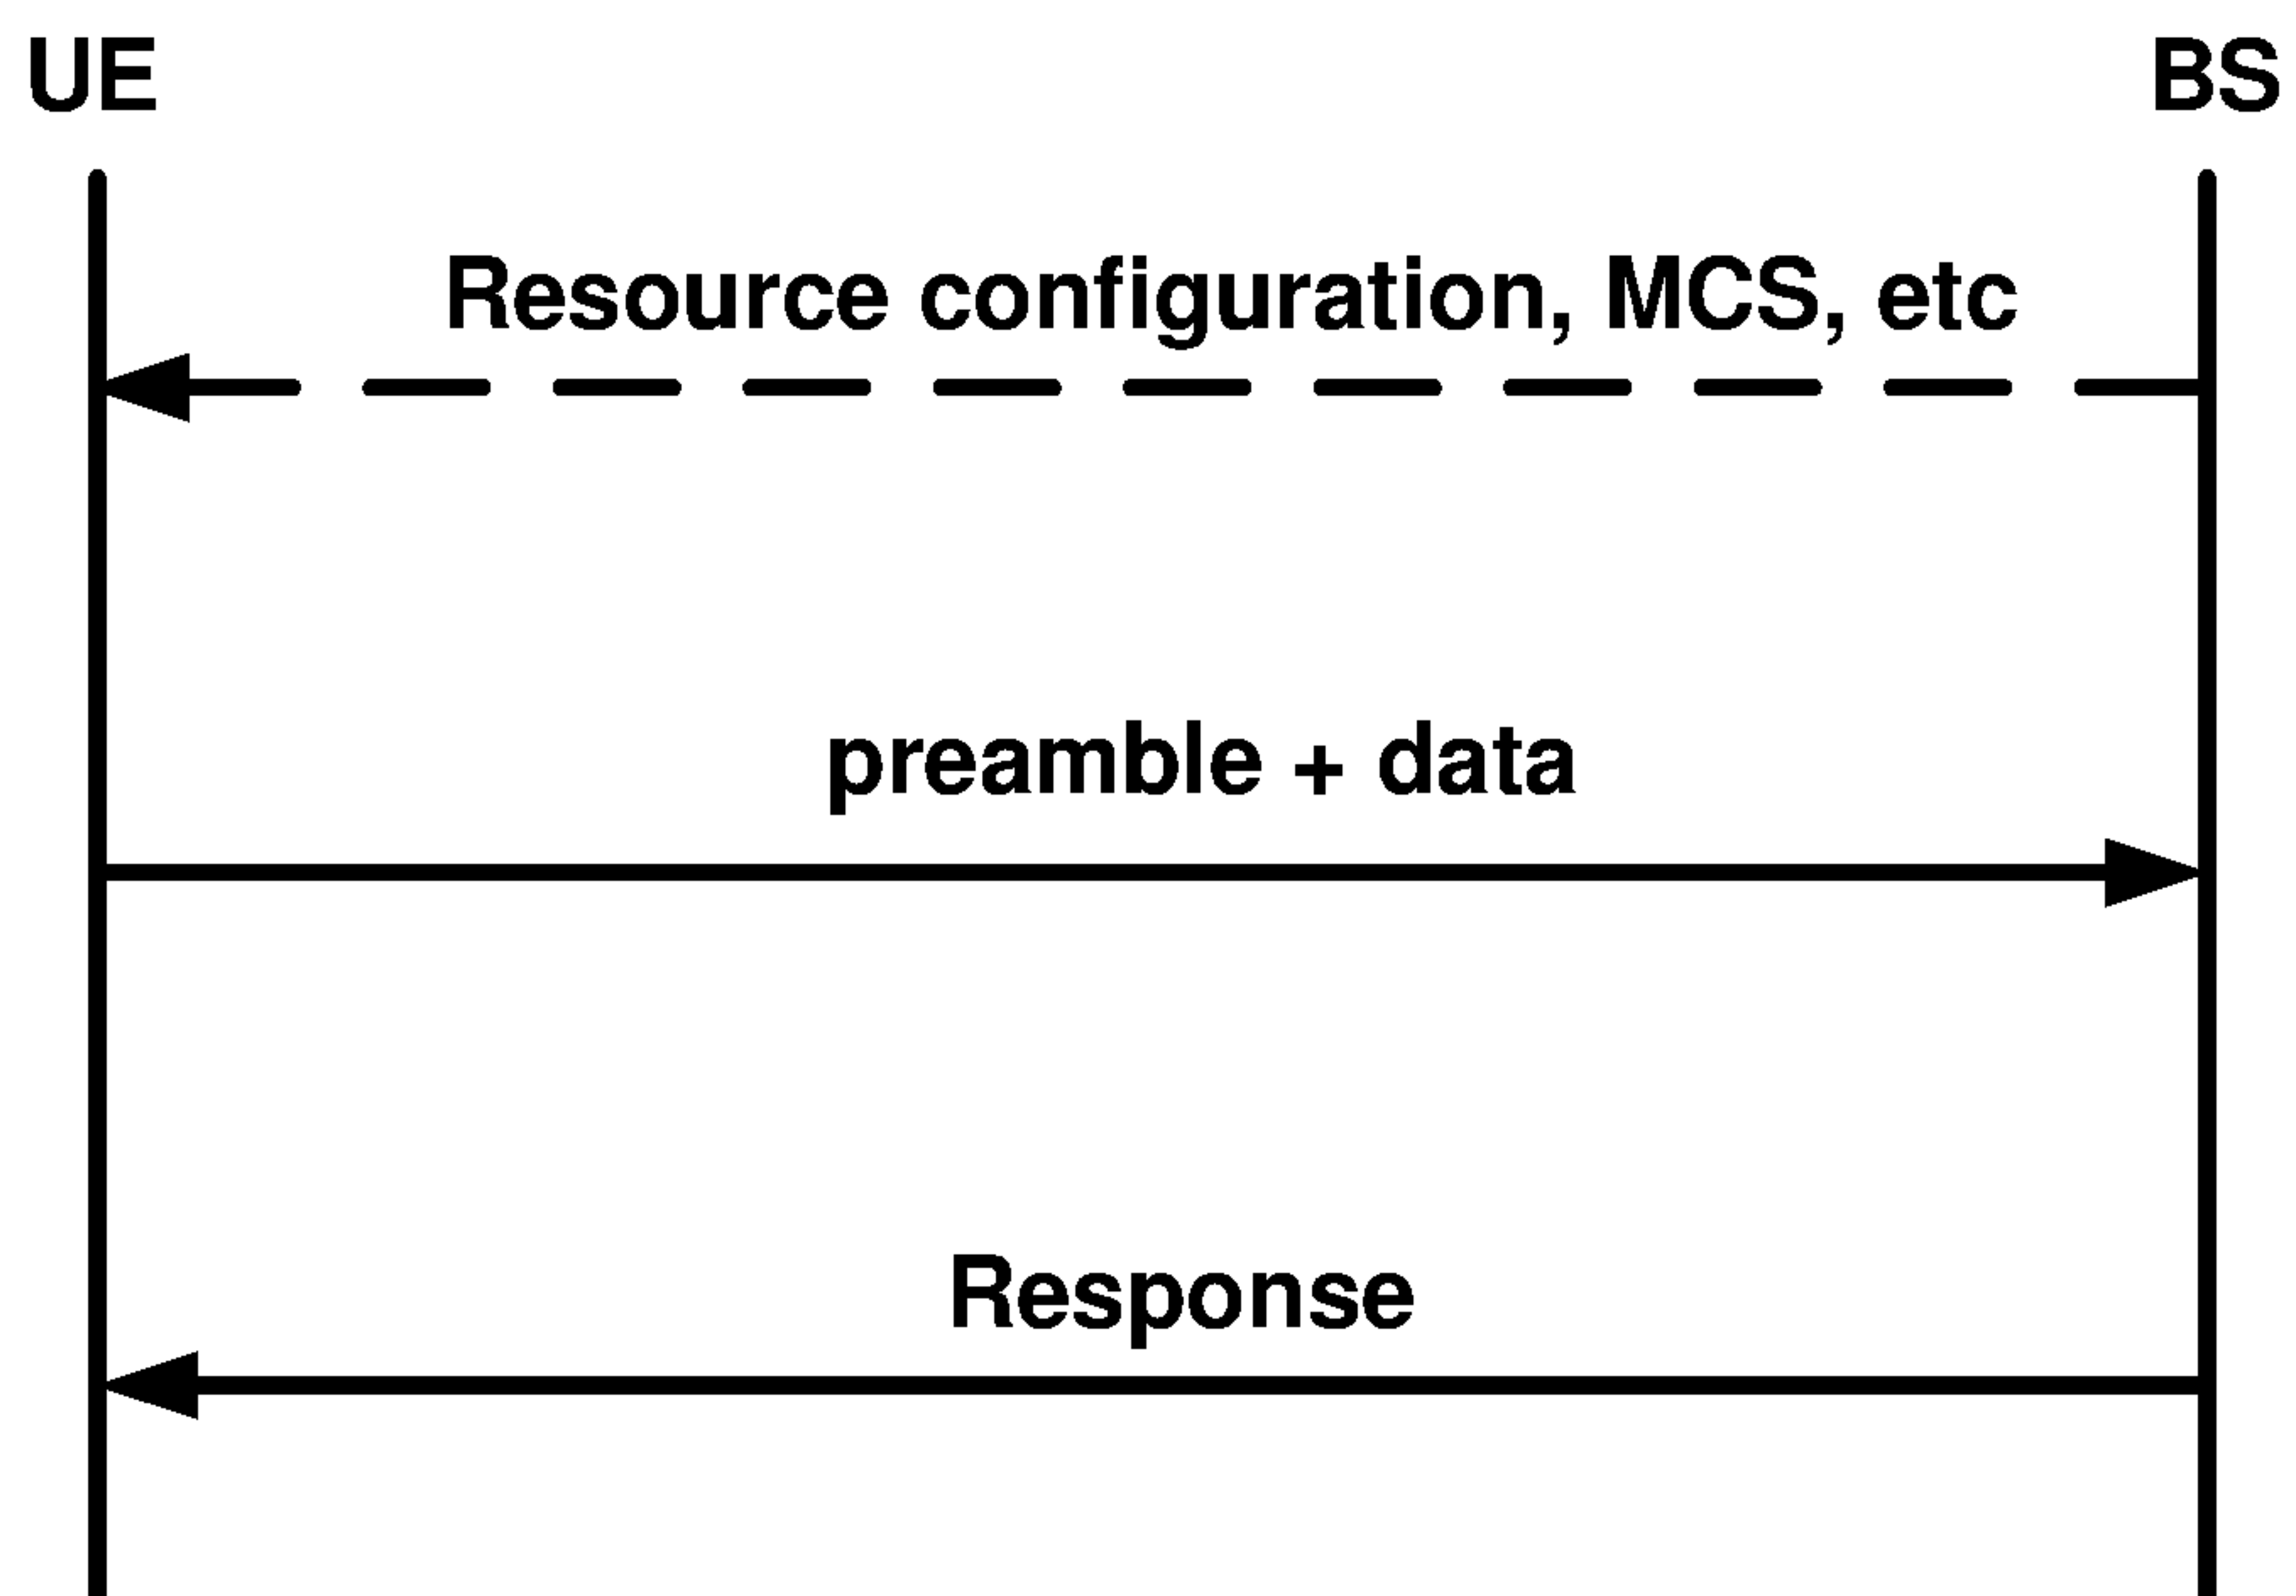 UE
BS
Resource configuration, MCS, etc
preamble + data
Response